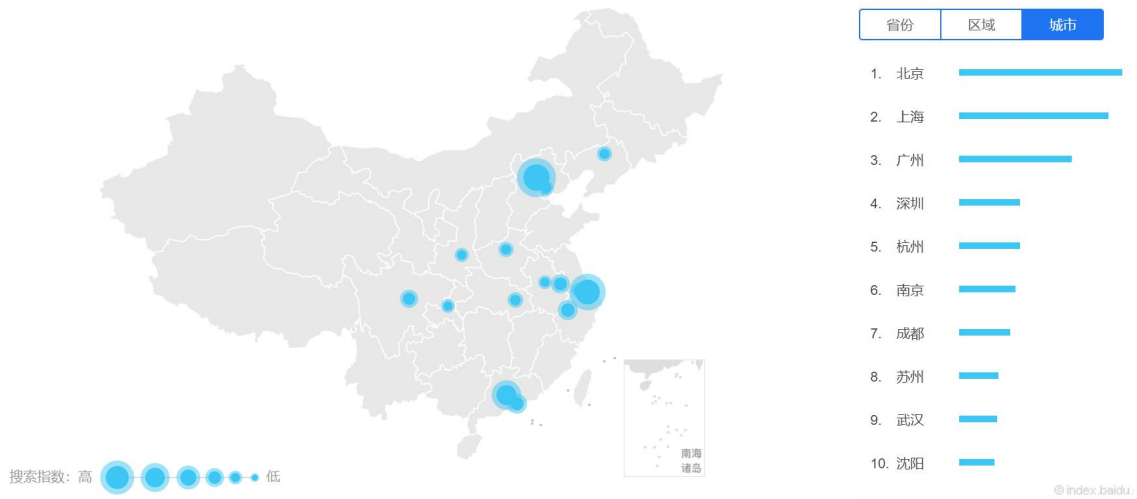 省份 区域 城市
1. 北京
2. 上海
3. 广州
4. 深圳
5. 杭州
6. 南京
7. 成都
8. 苏州
9. 武汉
10. 沈阳
南海
诸岛
搜索指数：高 低
©index.baidu